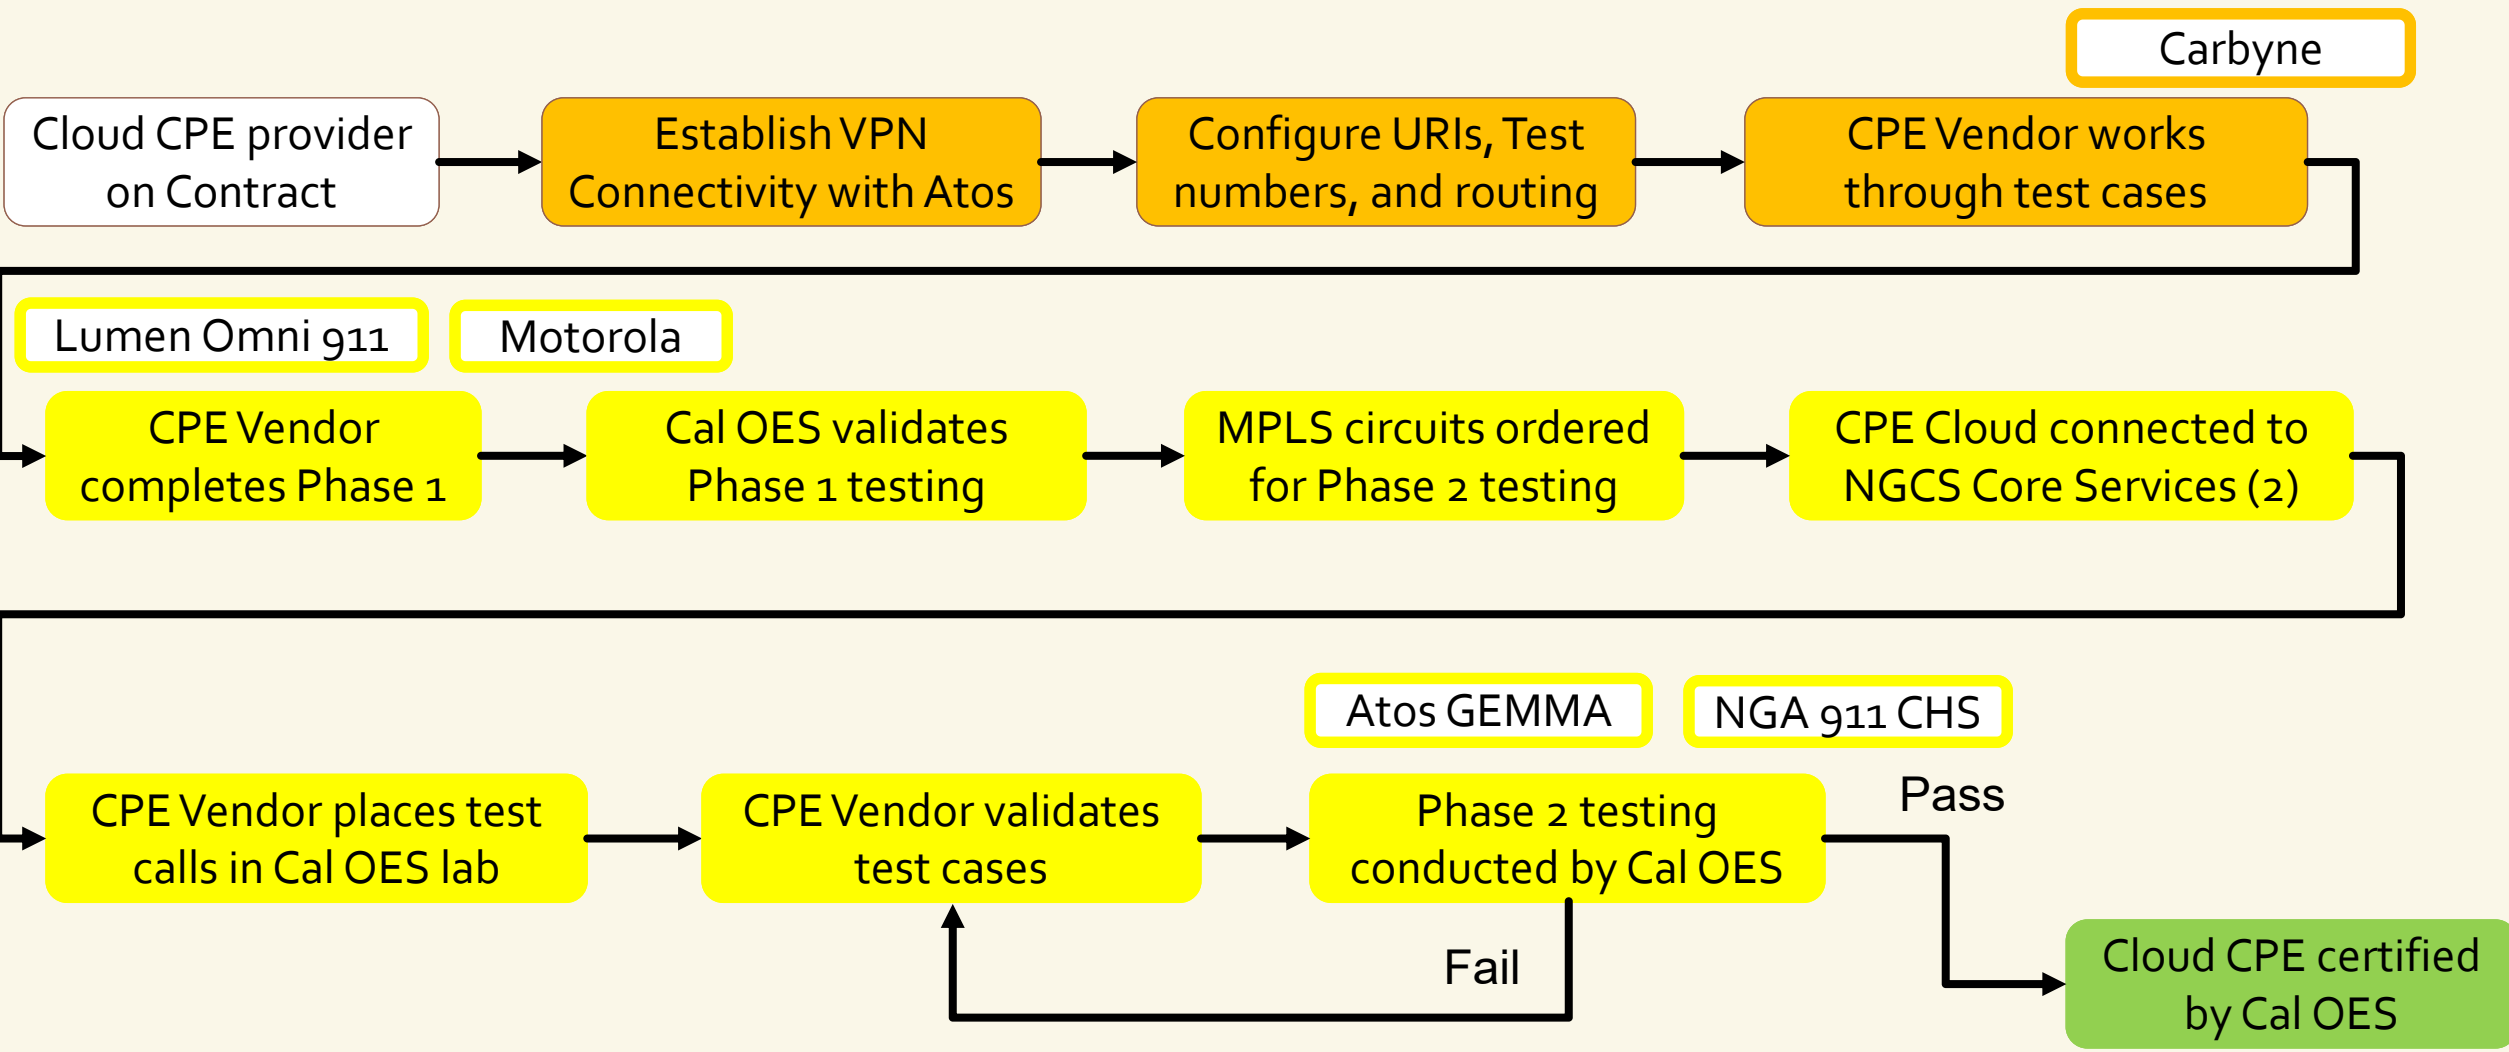 Carbyne
Cloud CPE provider
on Contract
Establish VPN
Connectivity with Atos
Configure URIs, Test
numbers, and routing
CPE Vendor works
through test cases
Lumen Omni 911
Motorola
CPE Vendor
completes Phase 1
Cal OES validates
Phase 1 testing
MPLS circuits ordered
for Phase 2 testing
CPE Cloud connected to
NGCS Core Services (2)
Atos GEMMA
NGA 911 CHS
CPE Vendor places test
calls in Cal OES lab
CPE Vendor validates
test cases
Phase 2 testing
conducted by Cal OES
Pass
Fail
Cloud CPE certified
by Cal OES